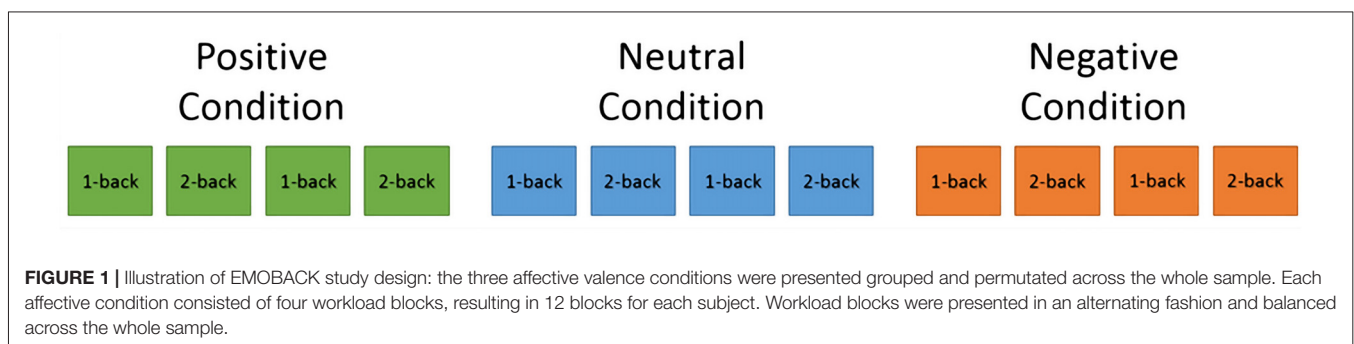 Positive Condition
Neutral Condition
Negative Condition
1-back 2-back 1-back 2-back
1-back 2-back 1-back 2-back
1-back 2-back 1-back 2-back
FIGURE 1 | Illustration of EMOBACK study design: the three affective valence conditions were presented grouped and permutated across the whole sample. Each
affective condition consisted of four workload blocks, resulting in 12 blocks for each subject. Workload blocks were presented in an alternating fashion and balanced
across the whole sample.